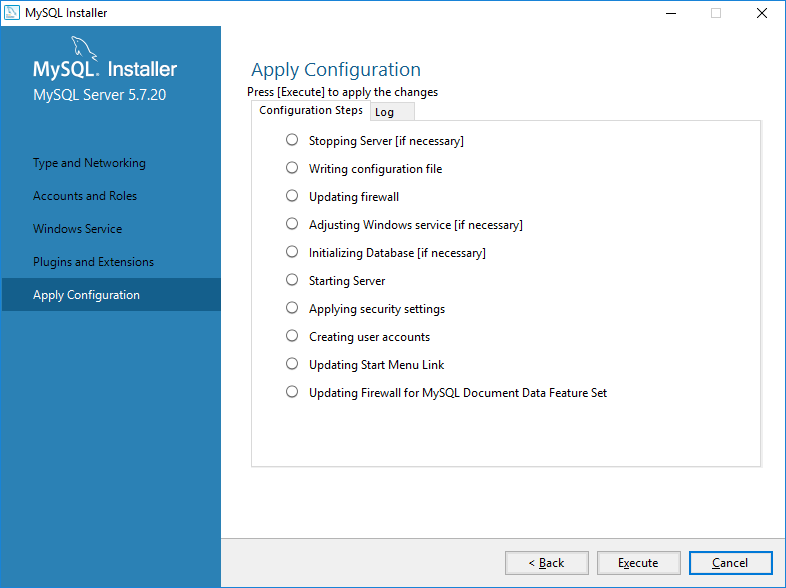 MySQL Installer
MySQL. Installer
MySQL Server 5.7.20
Type and Networking
Accounts and Roles
Windows Service
Plugins and Extensions
Apply Configuration
Apply Configuration
Press [Execute] to apply the changes
Configuration Steps Log
Stopping Server [if necessary]
Writing configuration file
Updating firewall
Adjusting Windows service [if necessary]
Initializing Database [if necessary]
Starting Server
Applying security settings
Creating user accounts
Updating Start Menu Link
Updating Firewall for MySQL Document Data Feature Set
< Back Execute Cancel